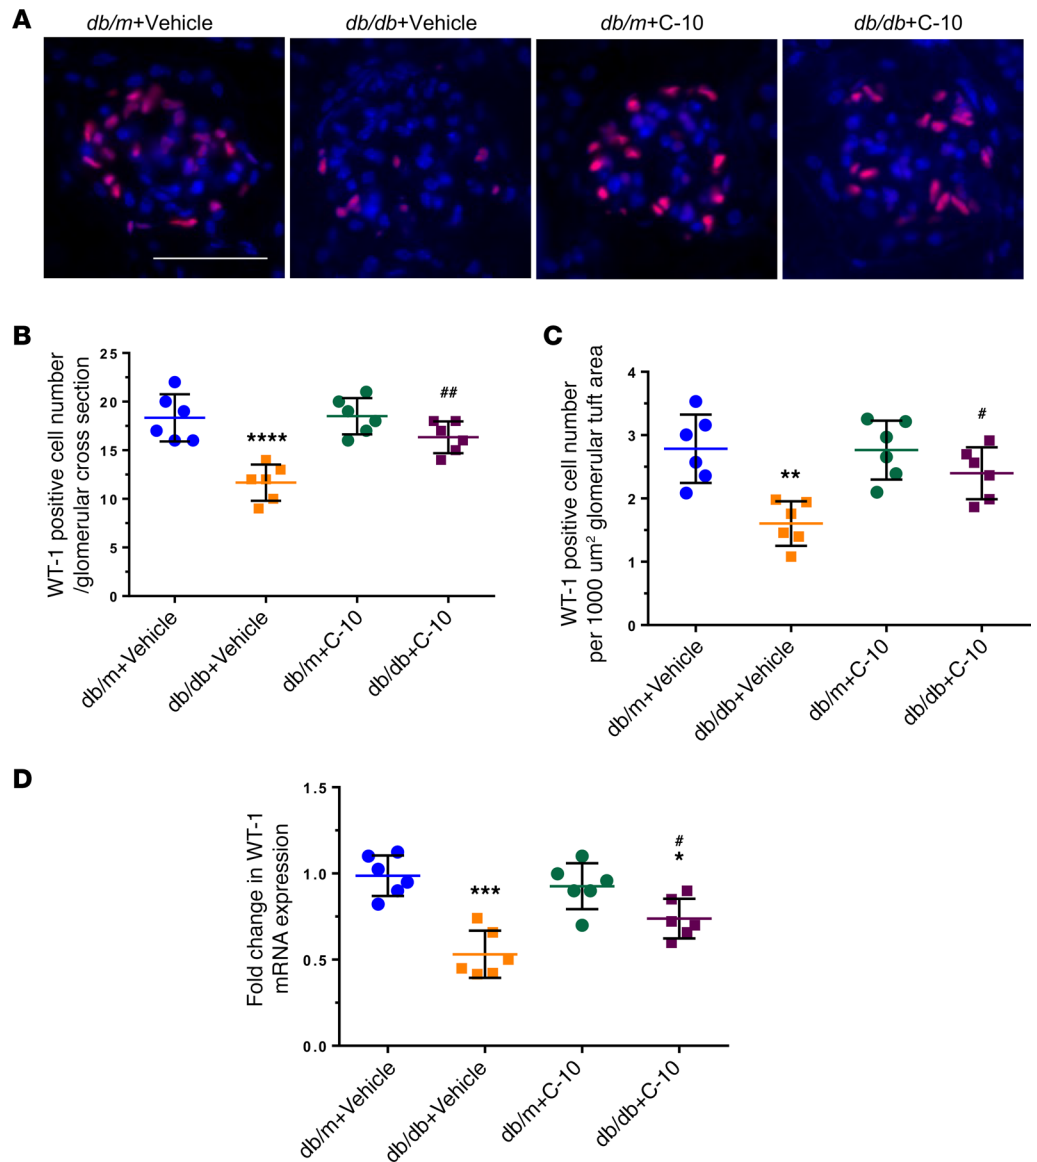 A
db/m+Vehicle
db/db+Vehicle
db/m+C-10
db/db+C-10
B
WT-1 positive cell number
/glomerular cross section
25
20
15
10
5
0
****
##
db/m+Vehicle
db/db+Vehicle
db/m+C-10
db/db+C-10
C
WT-1 positive cell number
per 1000 um² glomerular tuft area
4
3
2
1
0
**
#
db/m+Vehicle
db/db+Vehicle
db/m+C-10
db/db+C-10
D
Fold change in WT-1
mRNA expression
1.5
1.0
0.5
0.0
***
#
*
db/m+Vehicle
db/db+Vehicle
db/m+C-10
db/db+C-10